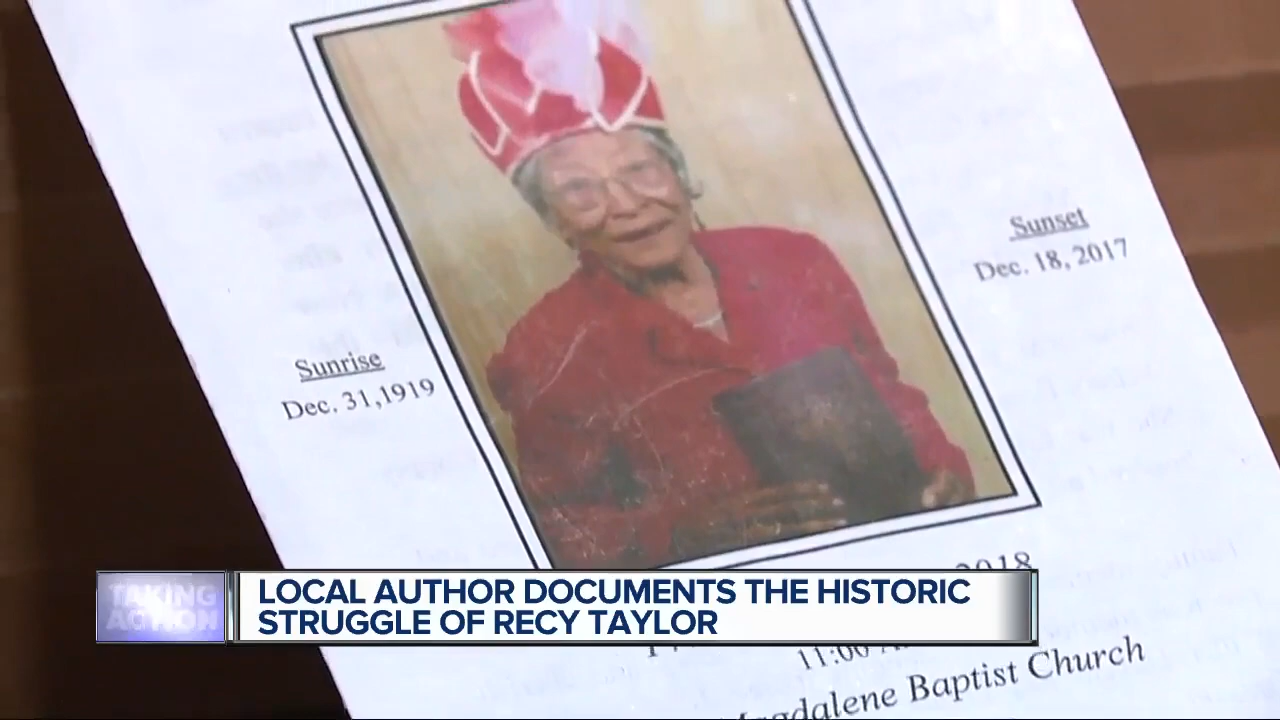 Sunset
Dec. 18, 2017
Sunrise
Dec. 31,1919
TAKING ACTION
LOCAL AUTHOR DOCUMENTS THE HISTORIC
STRUGGLE OF RECY TAYLOR
2018
11:00
Magdalene Baptist Church